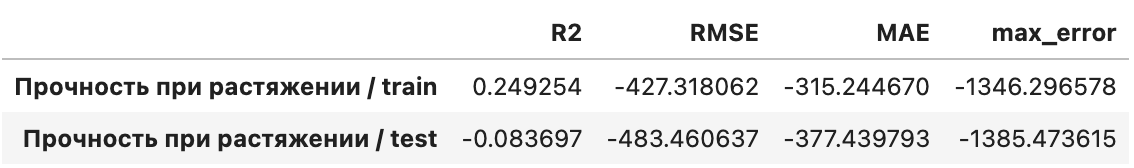 R2 RMSE MAE max_error
Прочность при растяжении / train 0.249254 -427.318062 -315.244670 -1346.296578
Прочность при растяжении / test -0.083697 -483.460637 -377.439793 -1385.473615